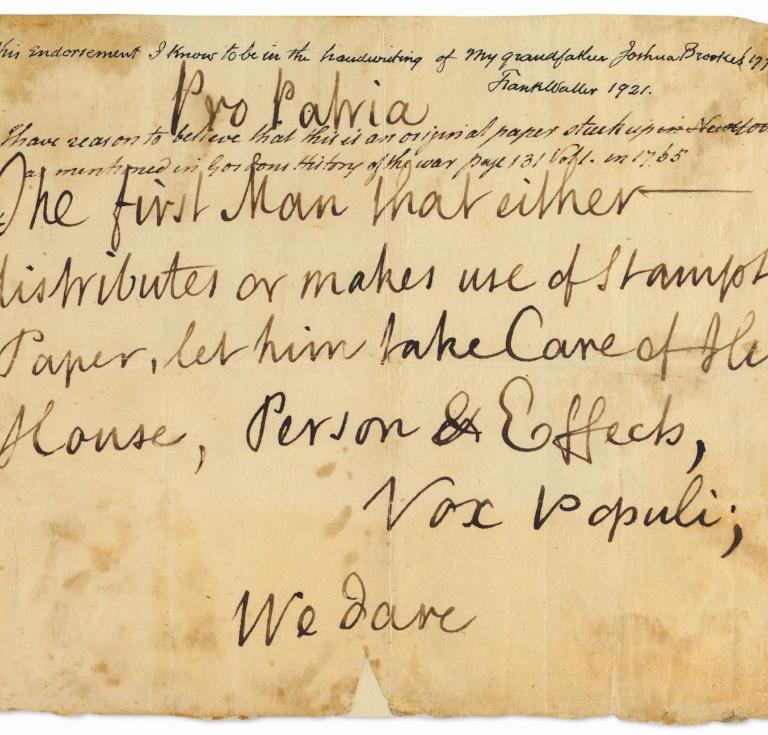 This endorsement I know to be in the handwriting of my grandfather Joshua Brookes
Frank Waller 1921.
Pro Patria
I have reason to believe that this is an original paper stuck up in New
as mentioned in Gordons History of the war page 131 Vol 1. in 1765
The first Man that either
distributes or makes use of Stampt
Paper, let him take Care of
House, Person & Effects,
Vox Populi;
We dare